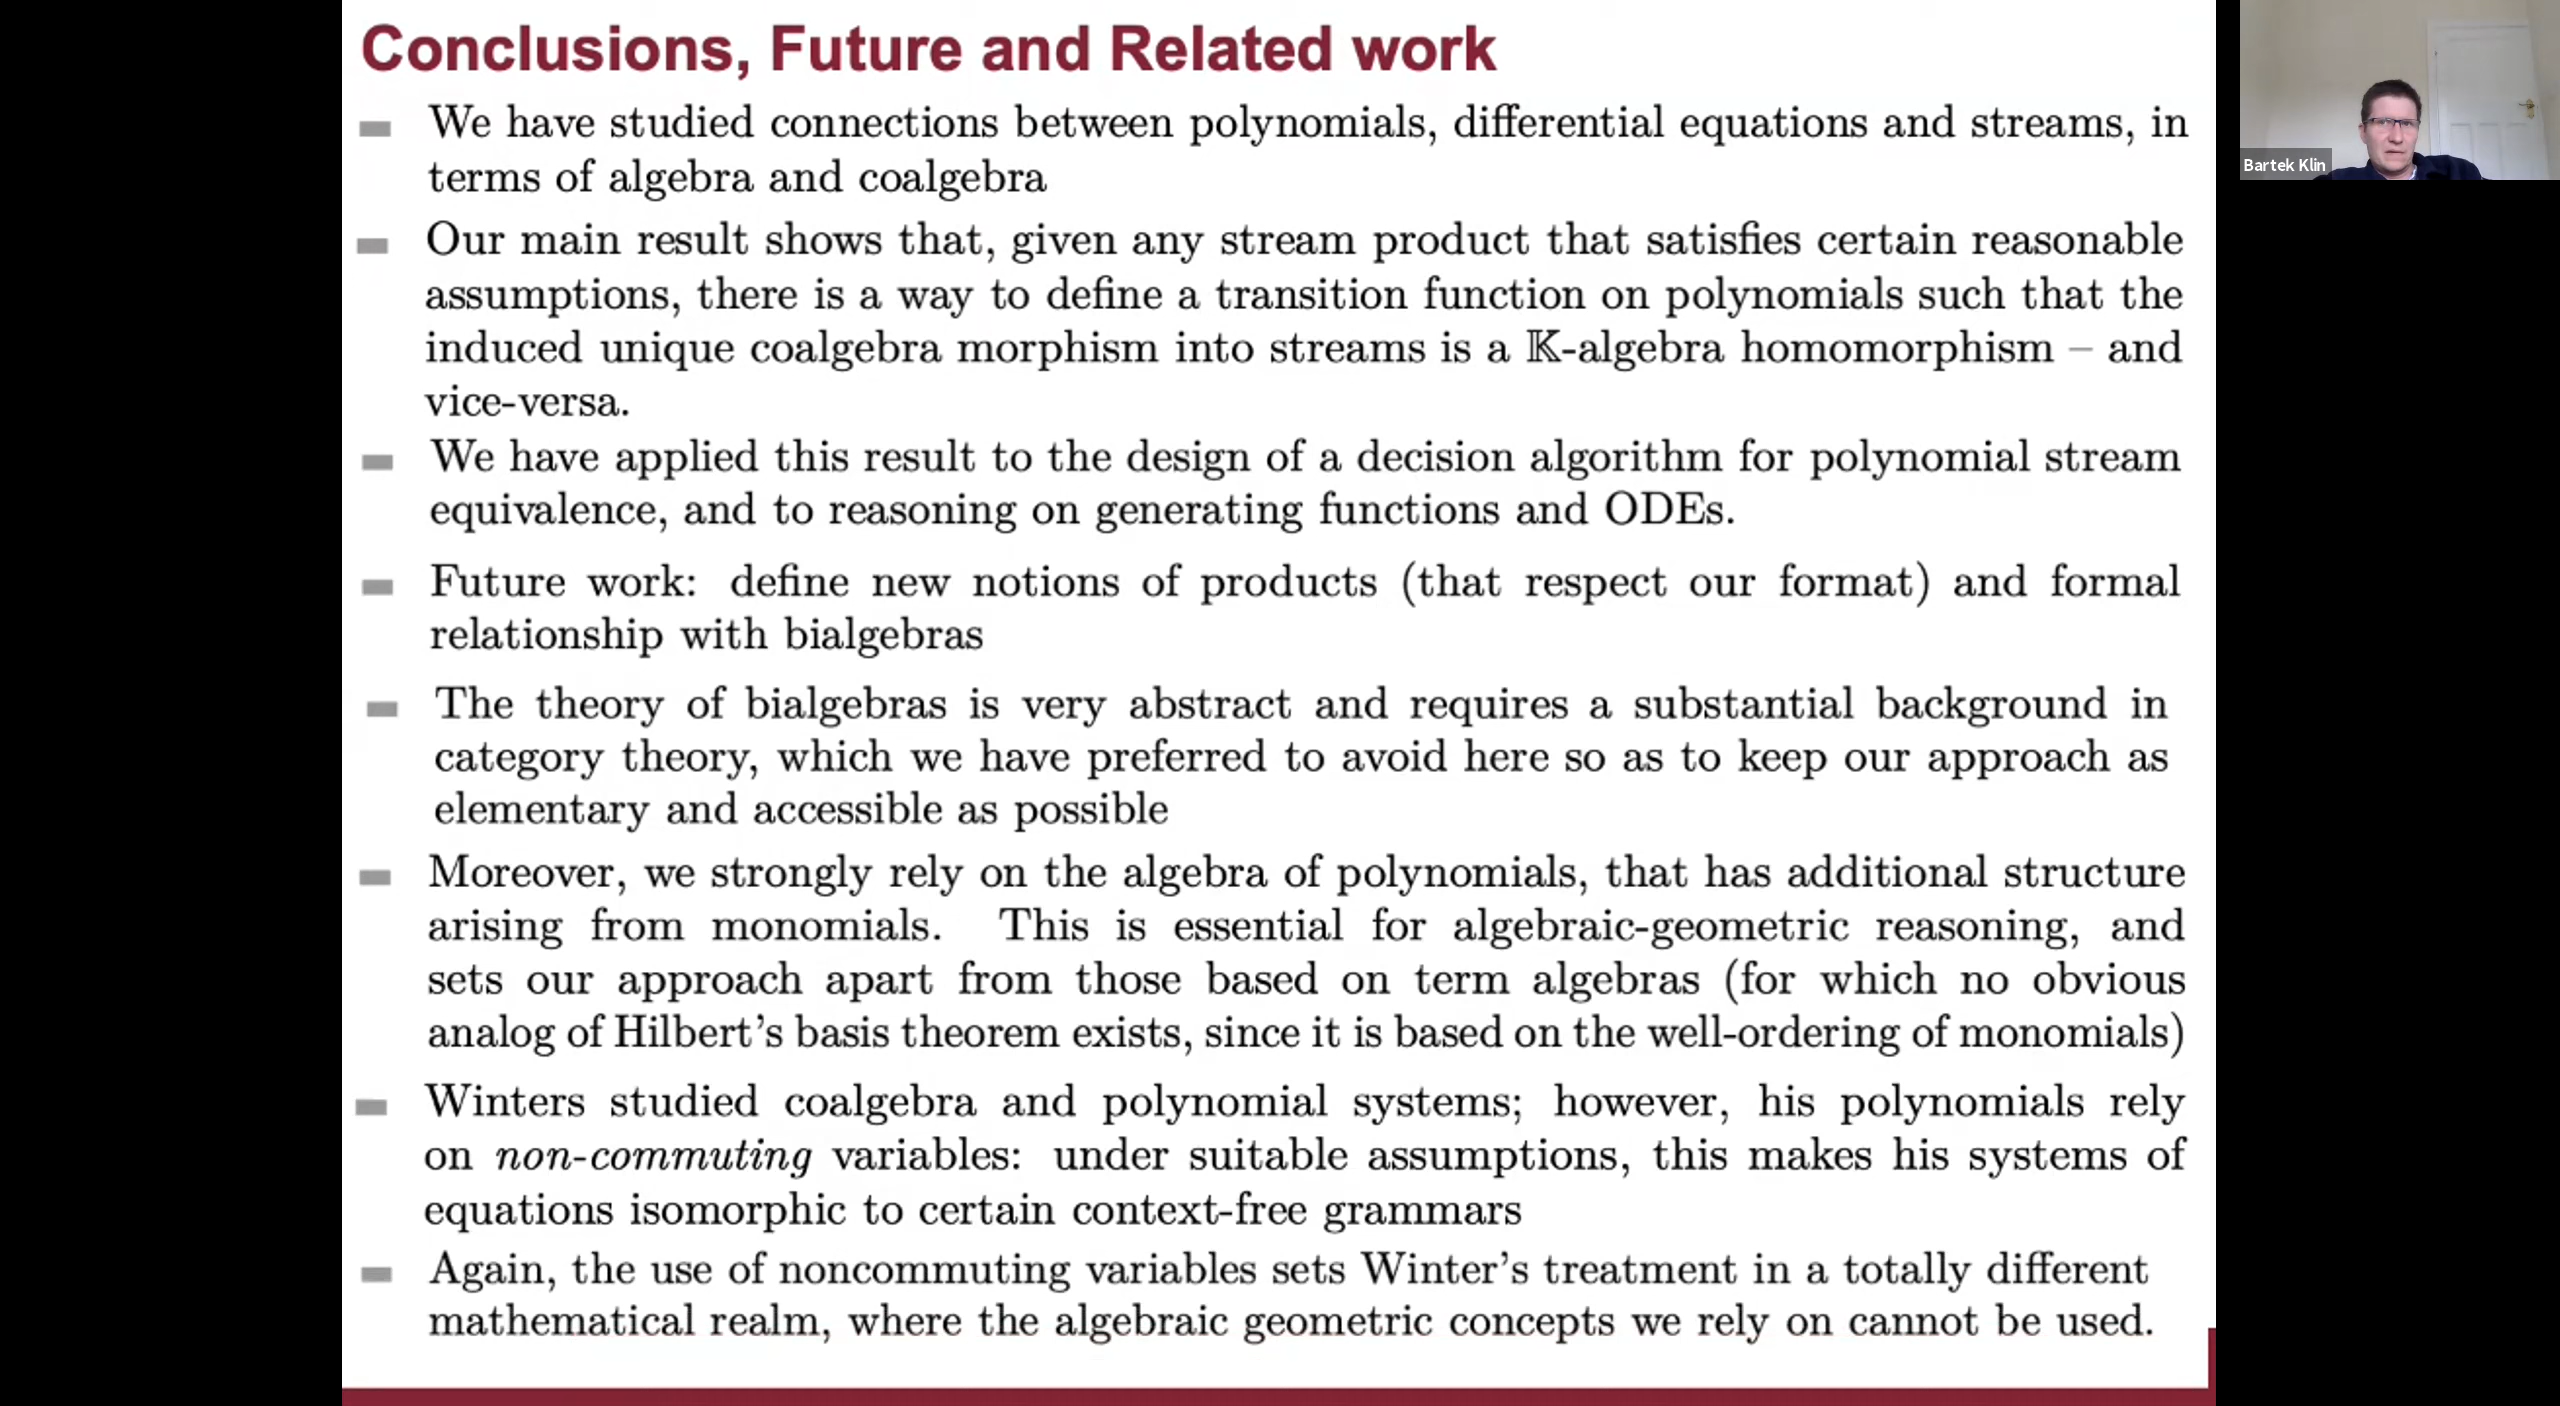 Conclusions, Future and Related work
We have studied connections between polynomials, differential equations and streams, in
terms of algebra and coalgebra
Our main result shows that, given any stream product that satisfies certain reasonable
assumptions, there is a way to define a transition function on polynomials such that the
induced unique coalgebra morphism into streams is a 𝕂-algebra homomorphism – and
vice-versa.
We have applied this result to the design of a decision algorithm for polynomial stream
equivalence, and to reasoning on generating functions and ODEs.
Future work: define new notions of products (that respect our format) and formal
relationship with bialgebras
The theory of bialgebras is very abstract and requires a substantial background in
category theory, which we have preferred to avoid here so as to keep our approach as
elementary and accessible as possible
Moreover, we strongly rely on the algebra of polynomials, that has additional structure
arising from monomials. This is essential for algebraic-geometric reasoning, and
sets our approach apart from those based on term algebras (for which no obvious
analog of Hilbert's basis theorem exists, since it is based on the well-ordering of monomials)
Winters studied coalgebra and polynomial systems; however, his polynomials rely
on non-commuting variables: under suitable assumptions, this makes his systems of
equations isomorphic to certain context-free grammars
Again, the use of noncommuting variables sets Winter's treatment in a totally different
mathematical realm, where the algebraic geometric concepts we rely on cannot be used.
Bartek Klin